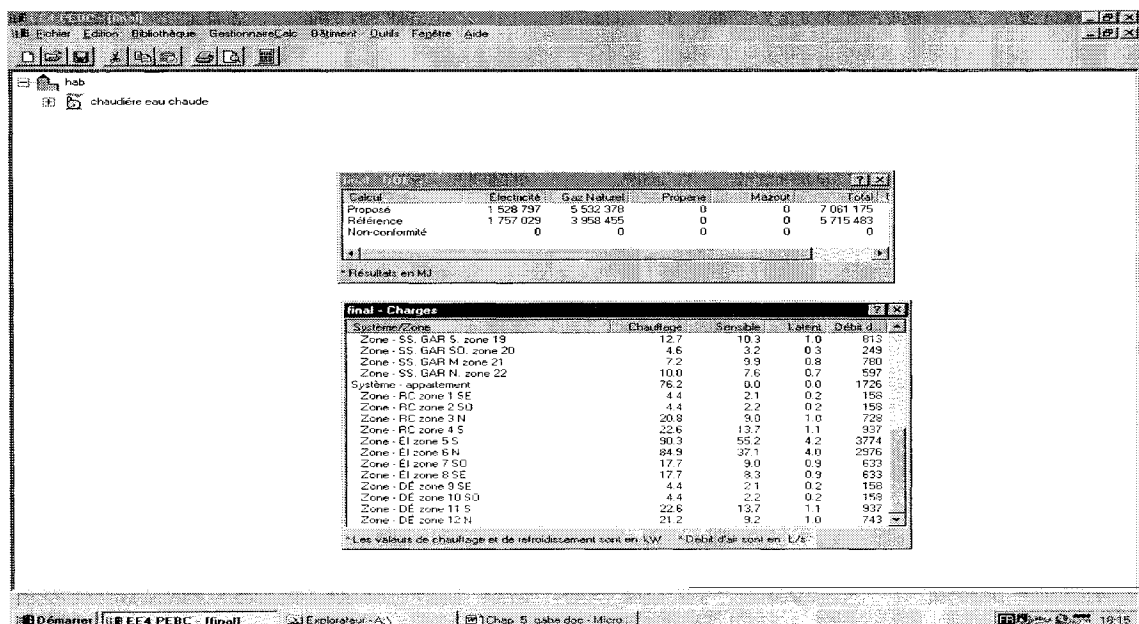 EE4 PEBC - [final]
Fichier Edition Bibliothèque GestionnaireCalc Bâtiment Outils Fenêtre Aide
hab
chaudière eau chaude
Calcul Électricité Gaz Naturel Propane Mazout Total
Proposé 1 528 797 5 532 378 0 0 7 061 175
Référence 1 757 029 3 958 455 0 0 5 715 483
Non-conformité 0 0 0 0 0
* Résultats en MJ
final - Charges
Système/Zone Chauffage Sensible Latent Débit d...
Zone - SS. GAR S. zone 19 12.7 10.3 1.0 813
Zone - SS. GAR SO. zone 20 4.6 3.2 0.3 249
Zone - SS. GAR M zone 21 7.2 9.9 0.8 780
Zone - SS. GAR N. zone 22 10.0 7.6 0.7 597
Système - appartement 76.2 0.0 0.0 1726
Zone - RC zone 1 SE 4.4 2.1 0.2 158
Zone - RC zone 2 SO 4.4 2.2 0.2 158
Zone - RC zone 3 N 20.8 9.0 1.0 728
Zone - RC zone 4 S 22.6 13.7 1.1 937
Zone - ÉI zone 5 S 90.3 55.2 4.2 3774
Zone - ÉI zone 6 N 84.9 37.1 4.0 2976
Zone - ÉI zone 7 SO 17.7 9.0 0.9 633
Zone - ÉI zone 8 SE 17.7 8.3 0.9 633
Zone - DÉ zone 9 SE 4.4 2.1 0.2 158
Zone - DÉ zone 10 SO 4.4 2.2 0.2 158
Zone - DÉ zone 11 S 22.6 13.7 1.1 937
Zone - DÉ zone 12 N 21.2 9.2 1.0 743
* Les valeurs de chauffage et de refroidissement sont en kW * Débit d'air sont en L/s
Démarrer EE4 PEBC - [final] Explorateur - A:\ Chap_5_gabe.doc - Micro... FR 18:15